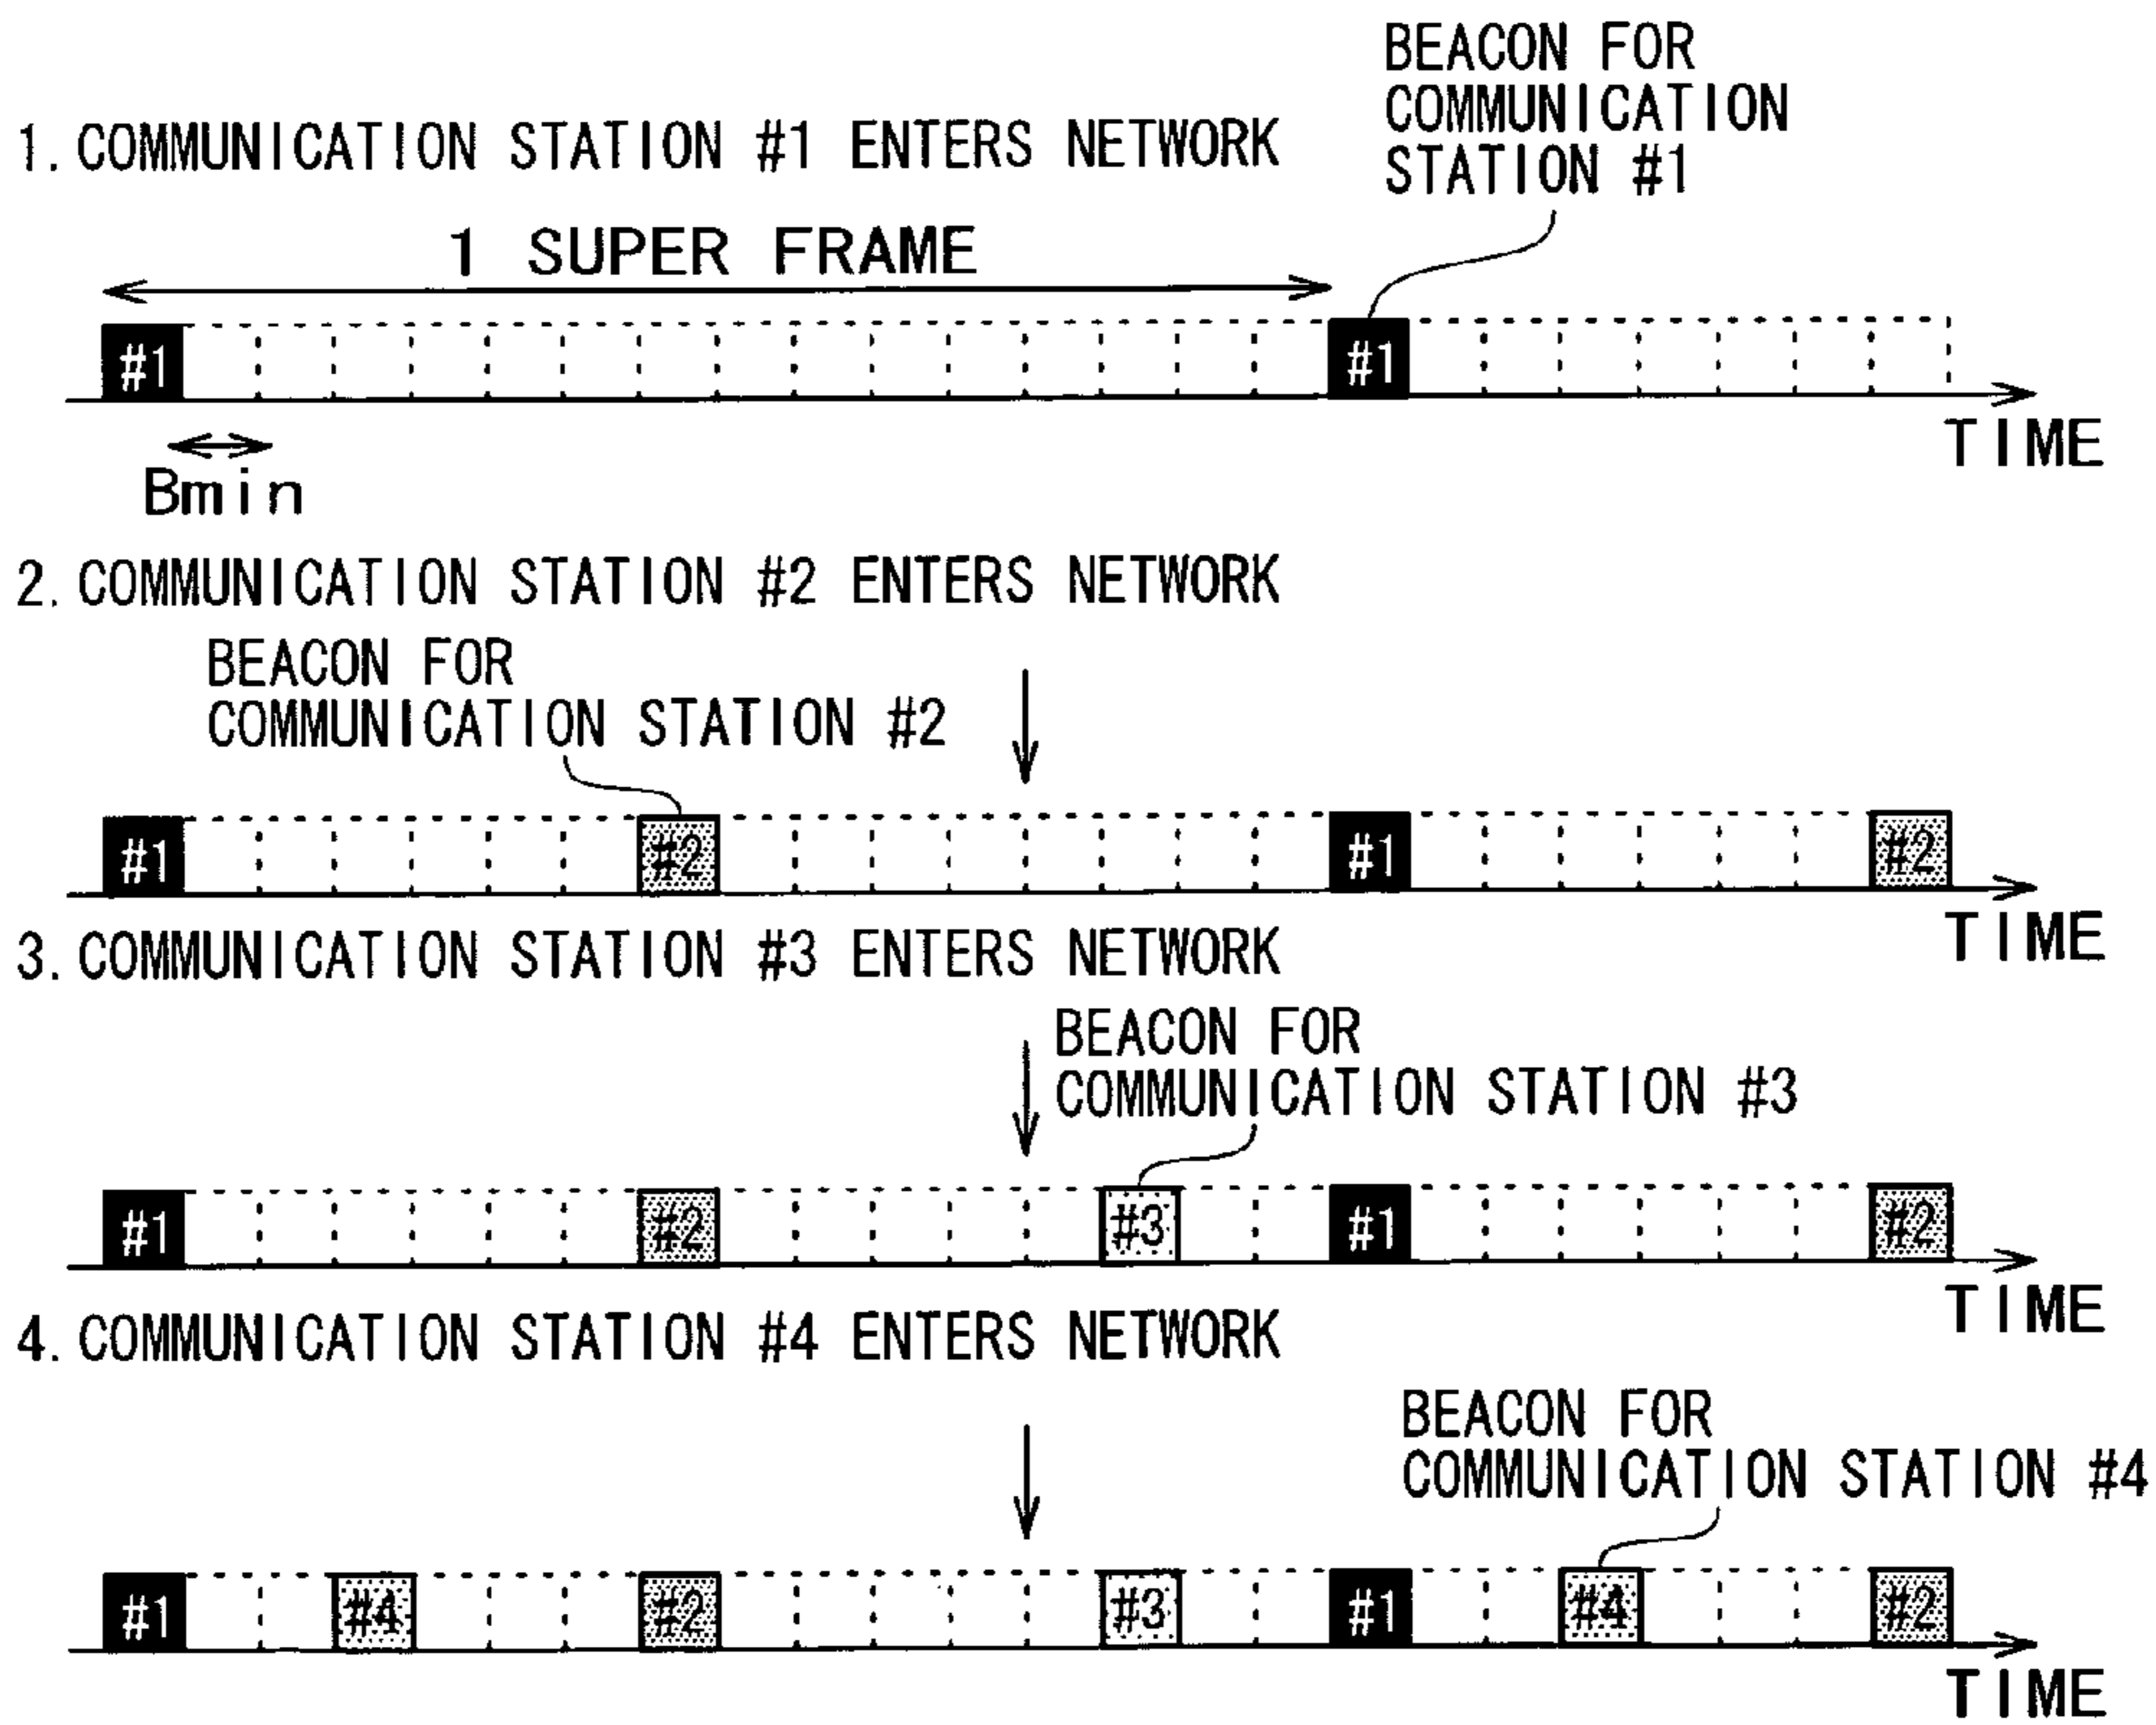 BEACON FOR
COMMUNICATION
STATION #1
1. COMMUNICATION STATION #1 ENTERS NETWORK
1 SUPER FRAME
#1 #1
TIME
Bmin
2. COMMUNICATION STATION #2 ENTERS NETWORK
BEACON FOR
COMMUNICATION STATION #2
#1 #2 #1 #2
TIME
3. COMMUNICATION STATION #3 ENTERS NETWORK
BEACON FOR
COMMUNICATION STATION #3
#1 #2 #3 #1 #2
TIME
4. COMMUNICATION STATION #4 ENTERS NETWORK
BEACON FOR
COMMUNICATION STATION #4
#1 #4 #2 #3 #1 #4 #2
TIME